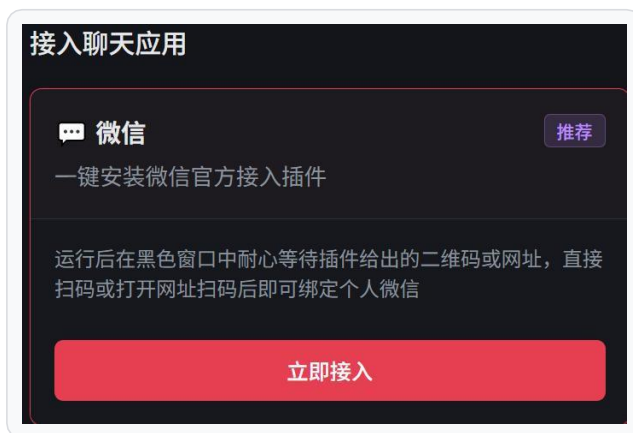 接入聊天应用
微信
推荐
一键安装微信官方接入插件
运行后在黑色窗口中耐心等待插件给出的二维码或网址，直接
扫码或打开网址扫码后即可绑定个人微信
立即接入